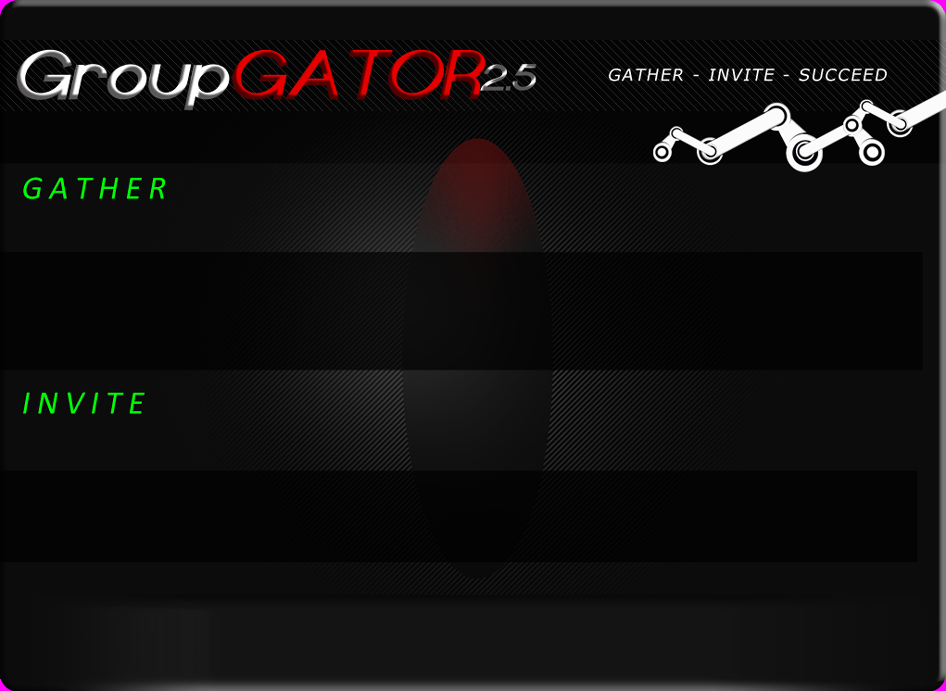 GroupGATOR2.5
GATHER - INVITE - SUCCEED
GATHER
INVITE